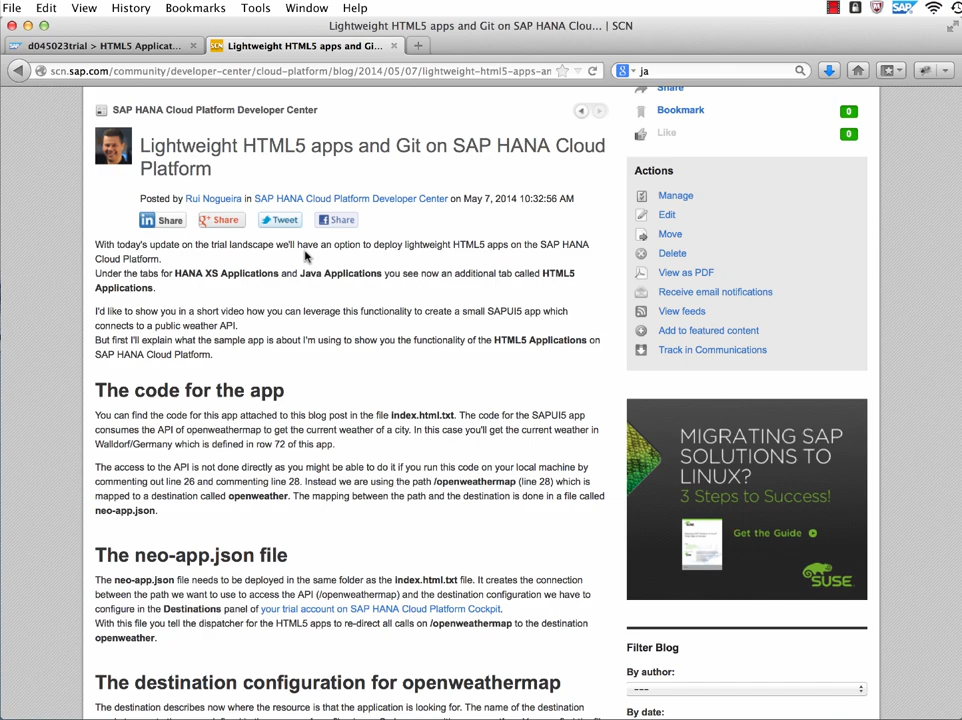 File Edit View History Bookmarks Tools Window Help
Lightweight HTML5 apps and Git on SAP HANA Clou... | SCN
d045023trial > HTML5 Applicat... × Lightweight HTML5 apps and Gi... × +
scn.sap.com/community/developer-center/cloud-platform/blog/2014/05/07/lightweight-html5-apps-an
ja
SAP HANA Cloud Platform Developer Center
Lightweight HTML5 apps and Git on SAP HANA Cloud
Platform
Posted by Rui Nogueira in SAP HANA Cloud Platform Developer Center on May 7, 2014 10:32:56 AM
in Share g+ Share Tweet f Share
With today's update on the trial landscape we'll have an option to deploy lightweight HTML5 apps on the SAP HANA
Cloud Platform.
Under the tabs for HANA XS Applications and Java Applications you see now an additional tab called HTML5
Applications.
I'd like to show you in a short video how you can leverage this functionality to create a small SAPUI5 app which
connects to a public weather API.
But first I'll explain what the sample app is about I'm using to show you the functionality of the HTML5 Applications on
SAP HANA Cloud Platform.
The code for the app
You can find the code for this app attached to this blog post in the file index.html.txt. The code for the SAPUI5 app
consumes the API of openweathermap to get the current weather of a city. In this case you'll get the current weather in
Walldorf/Germany which is defined in row 72 of this app.
The access to the API is not done directly as you might be able to do it if you run this code on your local machine by
commenting out line 26 and commenting line 28. Instead we are using the path /openweathermap (line 28) which is
mapped to a destination called openweather. The mapping between the path and the destination is done in a file called
neo-app.json.
The neo-app.json file
The neo-app.json file needs to be deployed in the same folder as the index.html.txt file. It creates the connection
between the path we want to use to access the API (/openweathermap) and the destination configuration we have to
configure in the Destinations panel of your trial account on SAP HANA Cloud Platform Cockpit.
With this file you tell the dispatcher for the HTML5 apps to re-direct all calls on /openweathermap to the destination
openweather.
The destination configuration for openweathermap
The destination describes now where the resource is that the application is looking for. The name of the destination
Share
Bookmark 0
Like 0
Actions
Manage
Edit
Move
Delete
View as PDF
Receive email notifications
View feeds
Add to featured content
Track in Communications
MIGRATING SAP
SOLUTIONS TO
LINUX?
3 Steps to Success!
Get the Guide
SUSE
Filter Blog
By author:
---
By date: